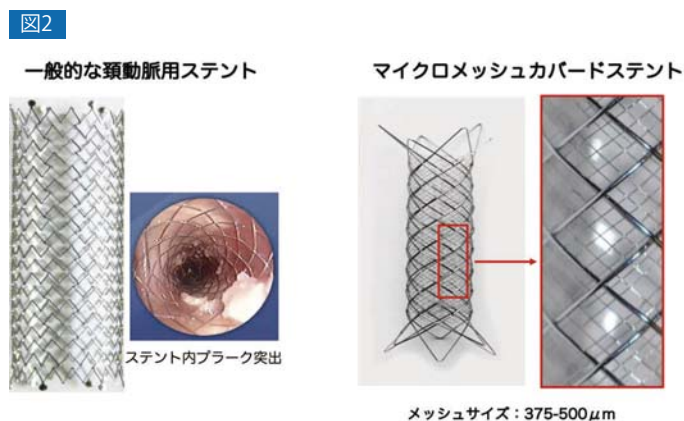 図2
一般的な頚動脈用ステント
マイクロメッシュカバードステント
ステント内プラーク突出
メッシュサイズ：375-500μm